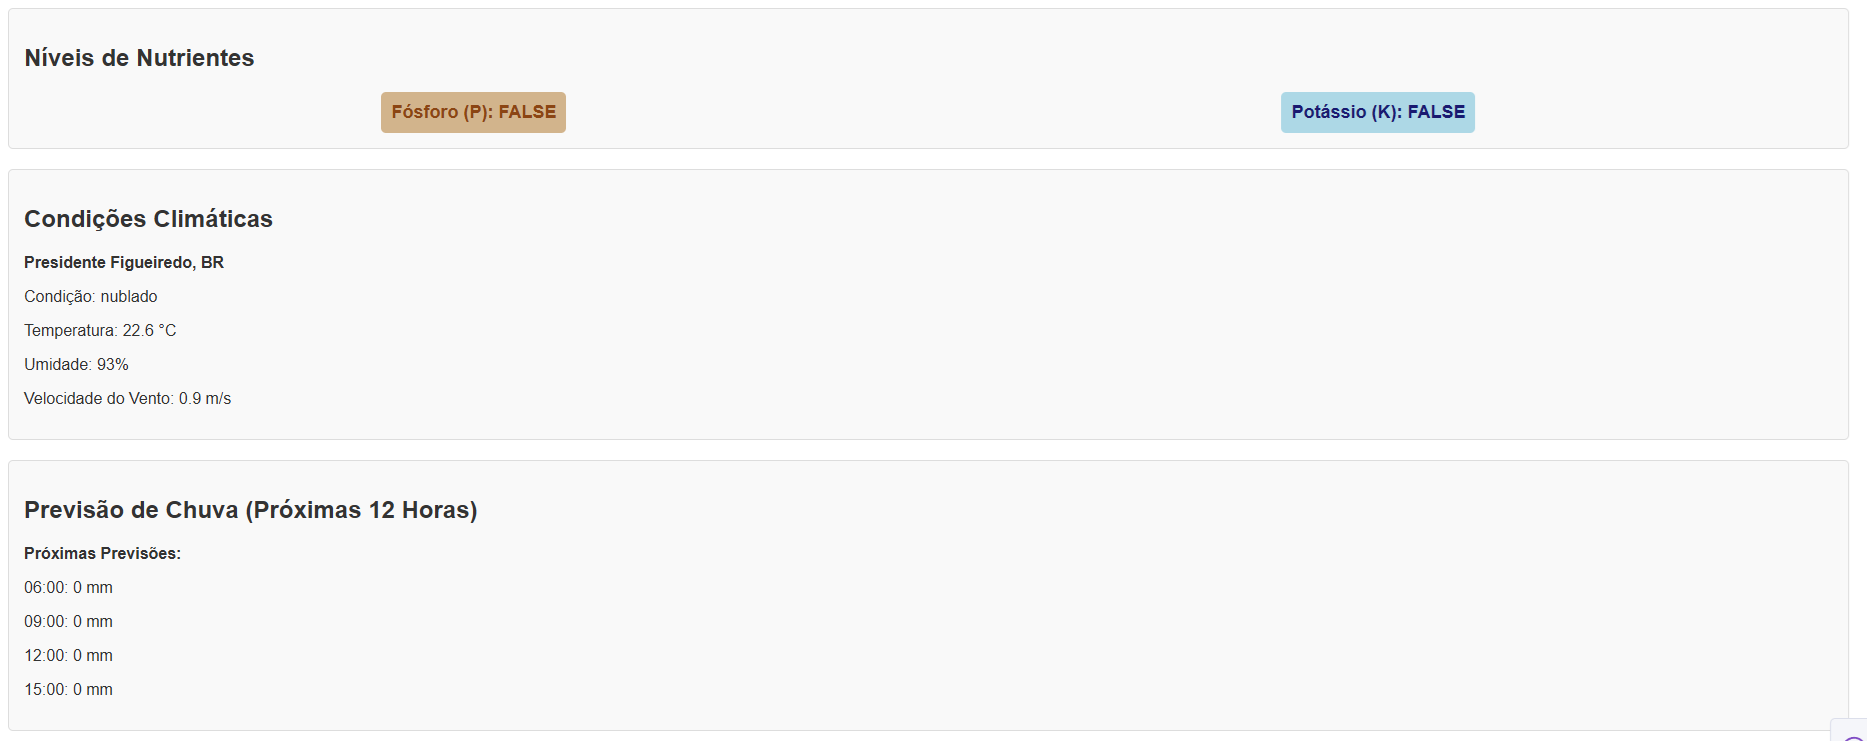 Níveis de Nutrientes
Fósforo (P): FALSE
Potássio (K): FALSE
Condições Climáticas
Presidente Figueiredo, BR
Condição: nublado
Temperatura: 22.6 °C
Umidade: 93%
Velocidade do Vento: 0.9 m/s
Previsão de Chuva (Próximas 12 Horas)
Próximas Previsões:
06:00: 0 mm
09:00: 0 mm
12:00: 0 mm
15:00: 0 mm